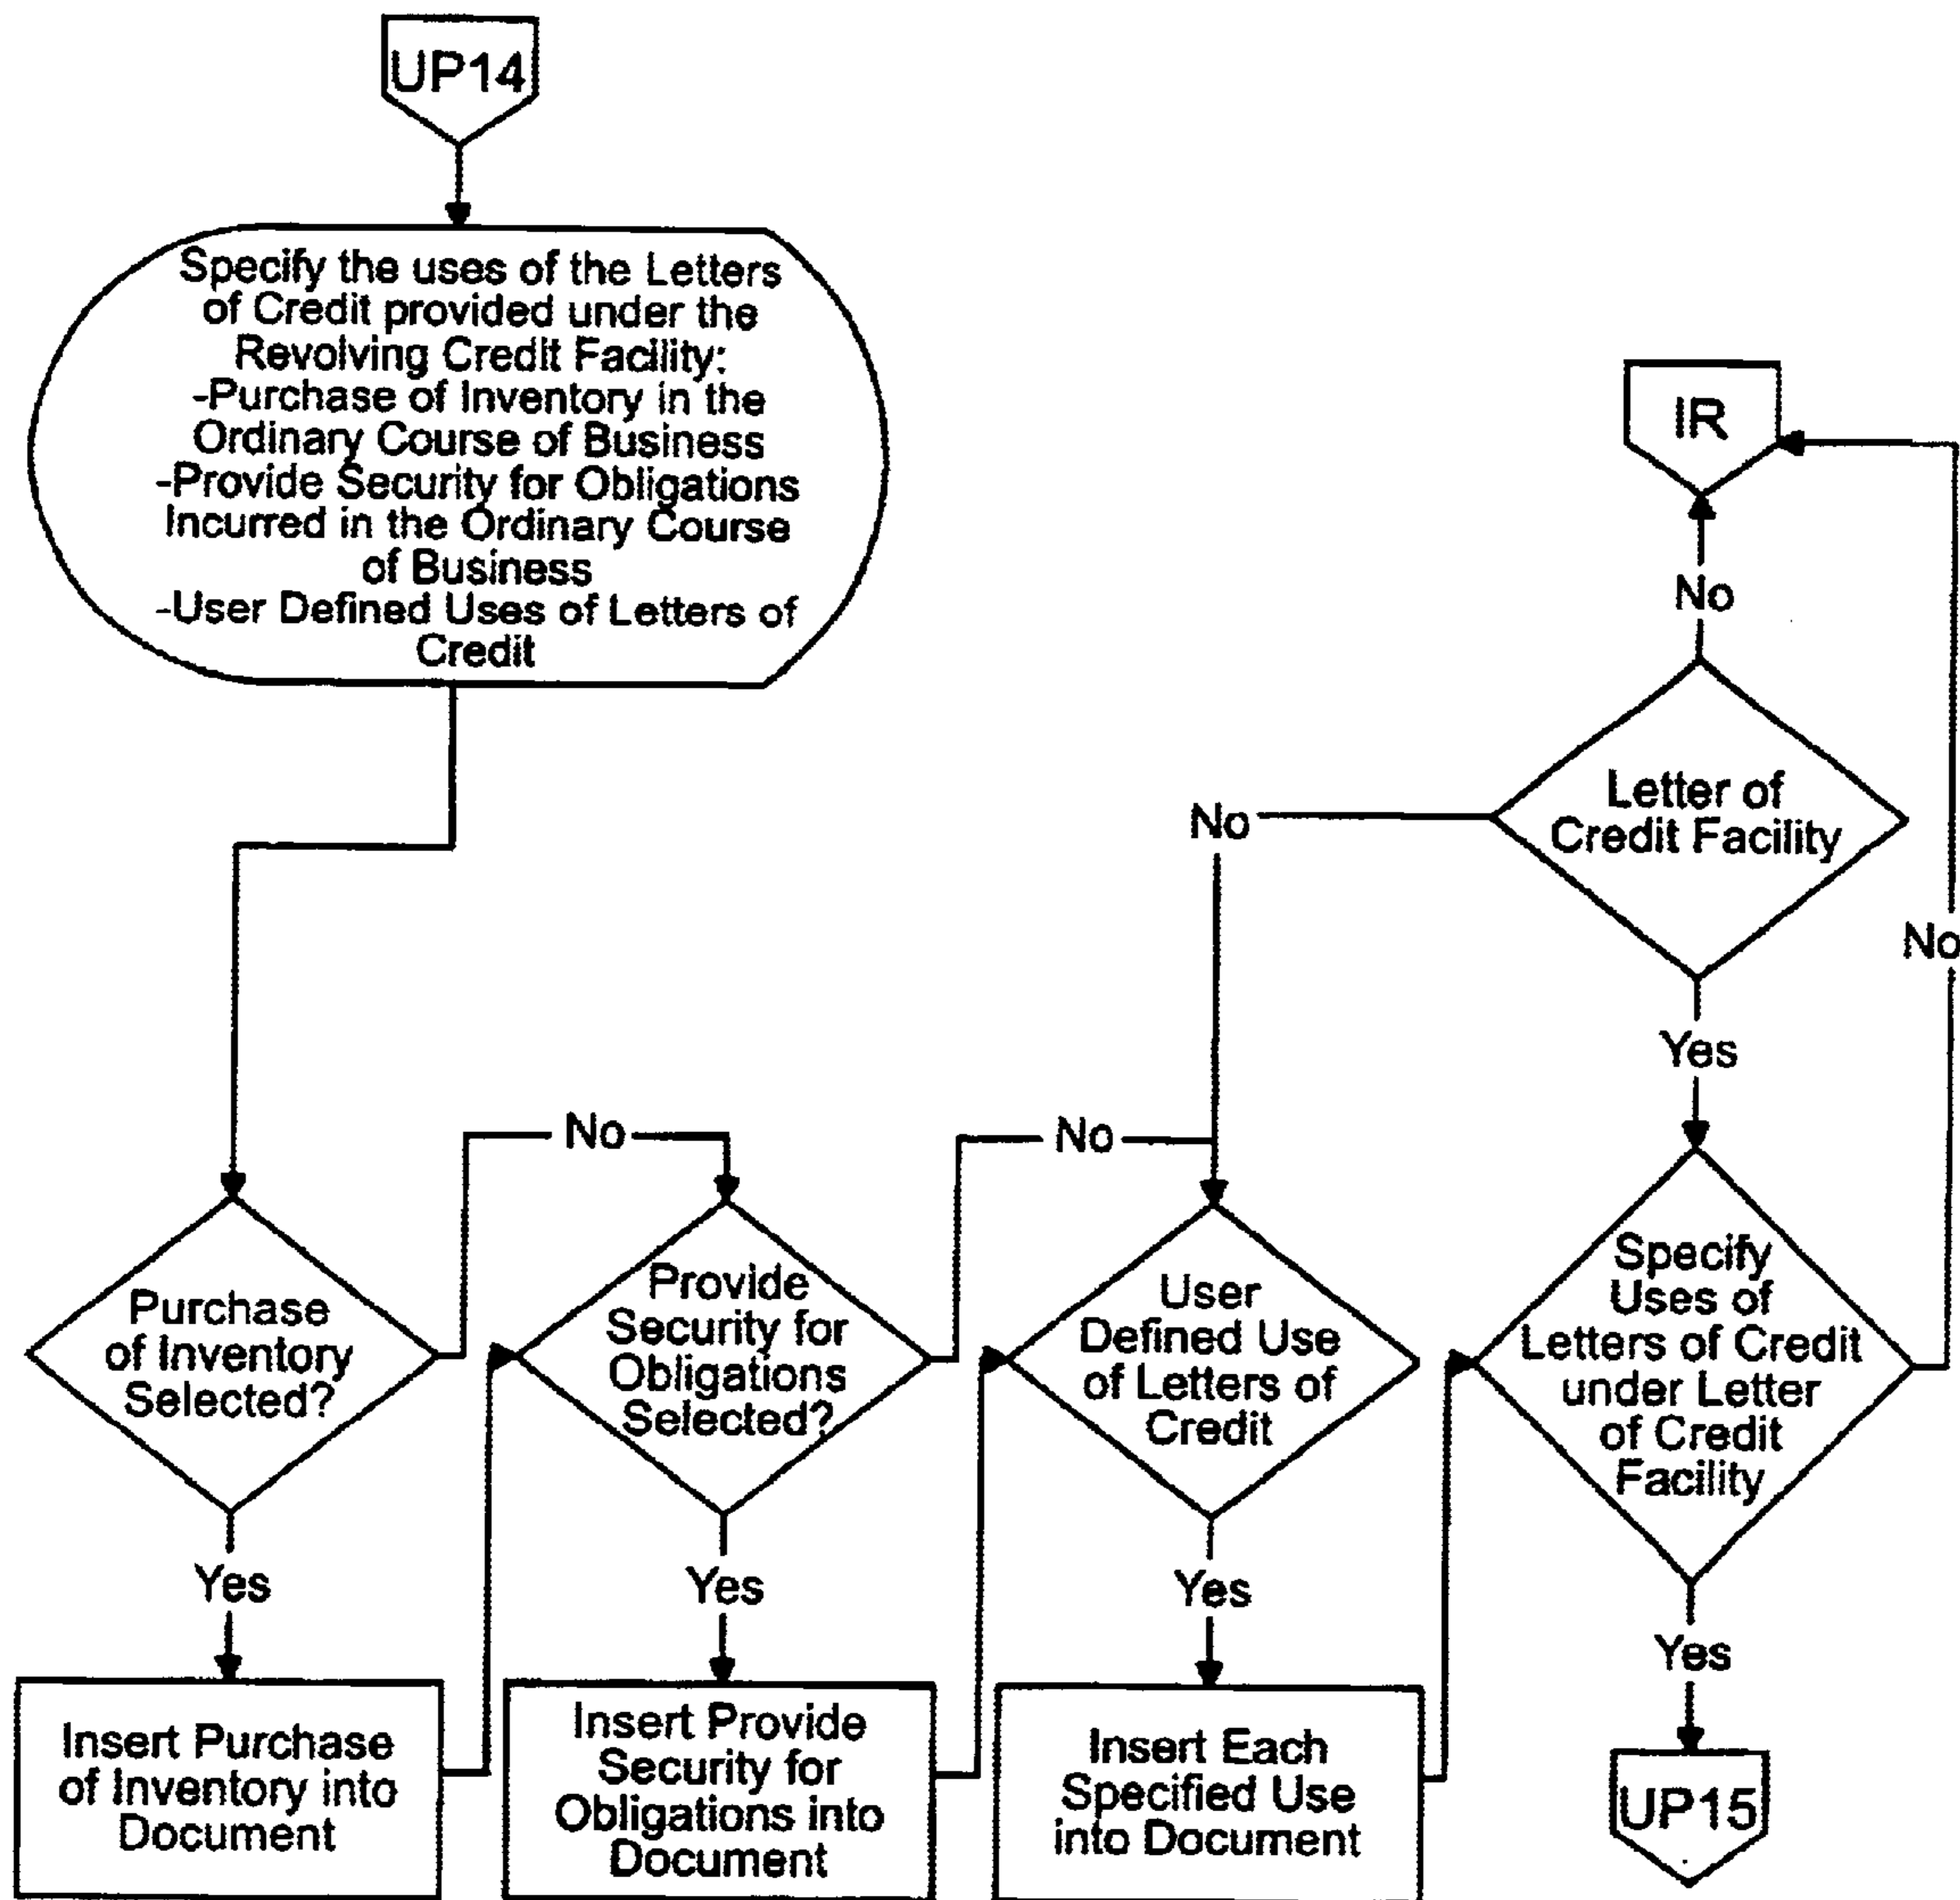 UP14
Specify the uses of the Letters
of Credit provided under the
Revolving Credit Facility:
-Purchase of Inventory in the
Ordinary Course of Business
-Provide Security for Obligations
Incurred in the Ordinary Course
of Business
-User Defined Uses of Letters of
Credit
IR
No
Letter of
Credit Facility
No
No
Yes
No
No
Purchase
of Inventory
Selected?
Provide
Security for
Obligations
Selected?
User
Defined Use
of Letters of
Credit
Specify
Uses of
Letters of Credit
under Letter
of Credit
Facility
Yes
Yes
Yes
Yes
Insert Purchase
of Inventory into
Document
Insert Provide
Security for
Obligations into
Document
Insert Each
Specified Use
into Document
UP15